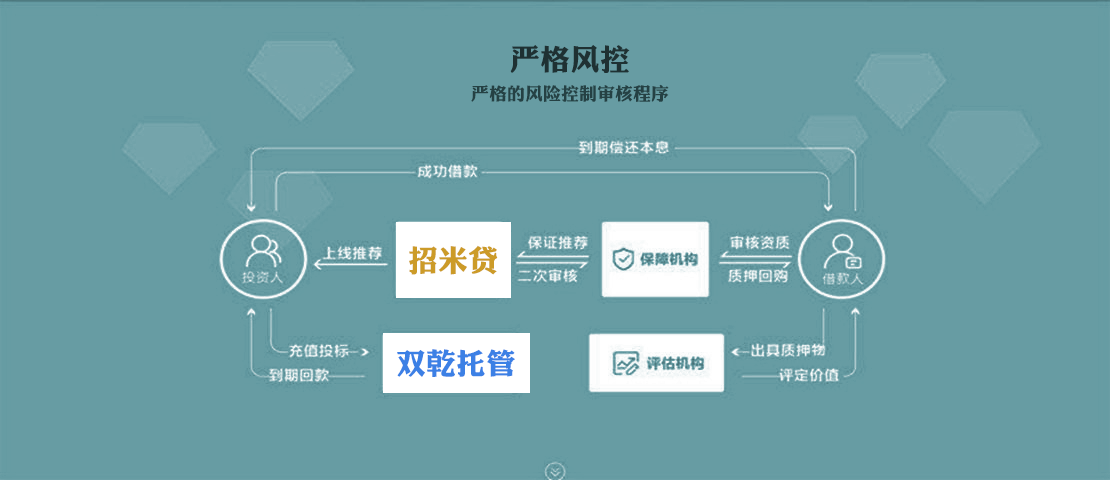 严格风控
严格的风险控制审核程序
到期偿还本息
成功借款
投资人
上线推荐
招米贷
保证推荐
二次审核
保障机构
审核资质
质押回购
借款人
充值投标
到期回款
双乾托管
评估机构
出具质押物
评定价值